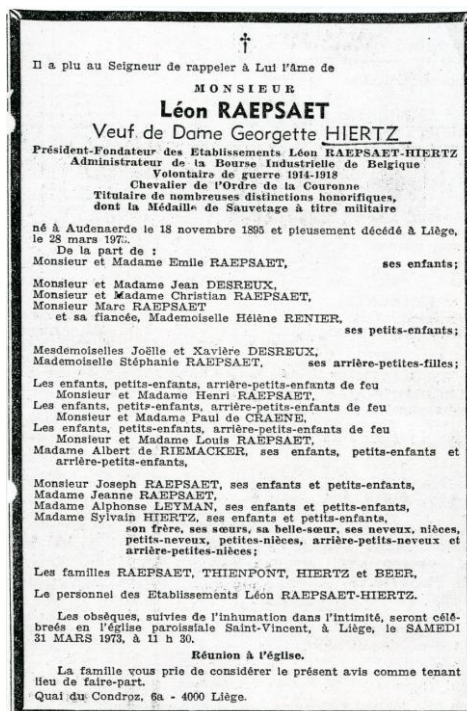 Il a plu au Seigneur de rappeler à Lui l'âme de
MONSIEUR
Léon RAEPSAET
Veuf de Dame Georgette HIERTZ
Président-Fondateur des Etablissements Léon RAEPSAET-HIERTZ
Administrateur de la Bourse Industrielle de Belgique
Volontaire de guerre 1914-1918
Chevalier de l'Ordre de la Couronne
Titulaire de nombreuses distinctions honorifiques,
dont la Médaille de Sauvetage à titre militaire
né à Audenaerde le 18 novembre 1895 et pieusement décédé à Liège,
le 28 mars
De la part de :
Monsieur et Madame Emile RAEPSAET, ses enfants;
Monsieur et Madame Jean DESREUX,
Monsieur et Madame Christian RAEPSAET,
Monsieur Marc RAEPSAET
et sa fiancée, Mademoiselle Hélène RENIER,
ses petits-enfants;
Mesdemoiselles Joëlle et Xavière DESREUX,
Mademoiselle Stéphanie RAEPSAET, ses arrière-petites-filles;
Les enfants, petits-enfants, arrière-petits-enfants de feu
Monsieur et Madame Henri RAEPSAET,
Les enfants, petits-enfants, arrière-petits-enfants de feu
Monsieur et Madame Paul de CRAENE,
Les enfants, petits-enfants, arrière-petits-enfants de feu
Monsieur et Madame Louis RAEPSAET,
Madame Albert de RIEMACKER, ses enfants, petits-enfants et
arrière-petits-enfants,
Monsieur Joseph RAEPSAET, ses enfants et petits-enfants,
Madame Jeanne RAEPSAET,
Madame Alphonse LEYMAN, sa enfants et petits-enfants,
Madame Sylvain HIERTZ, ses enfants et petits-enfants,
son frère, ses sœurs, sa belle-sœur, ses neveux, nièces,
petits-neveux, petites-nièces, arrière-petits-neveux et
arrière-petites-nièces;
Les familles RAEPSAET, THIENPONT, HIERTZ et BEER,
Le personnel des Etablissements Léon RAEPSAET-HIERTZ.
Les obsèques, suivies de l'inhumation dans l'intimité, seront célé-
breés en l'église paroissiale Saint-Vincent, à Liège, le SAMEDI
31 MARS 1973, à 11 h 30.
Réunion à l'église.
La famille vous prie de considérer le présent avis comme tenant
lieu de faire-part.
Quai du Condroz, 6a - 4000 Liège.